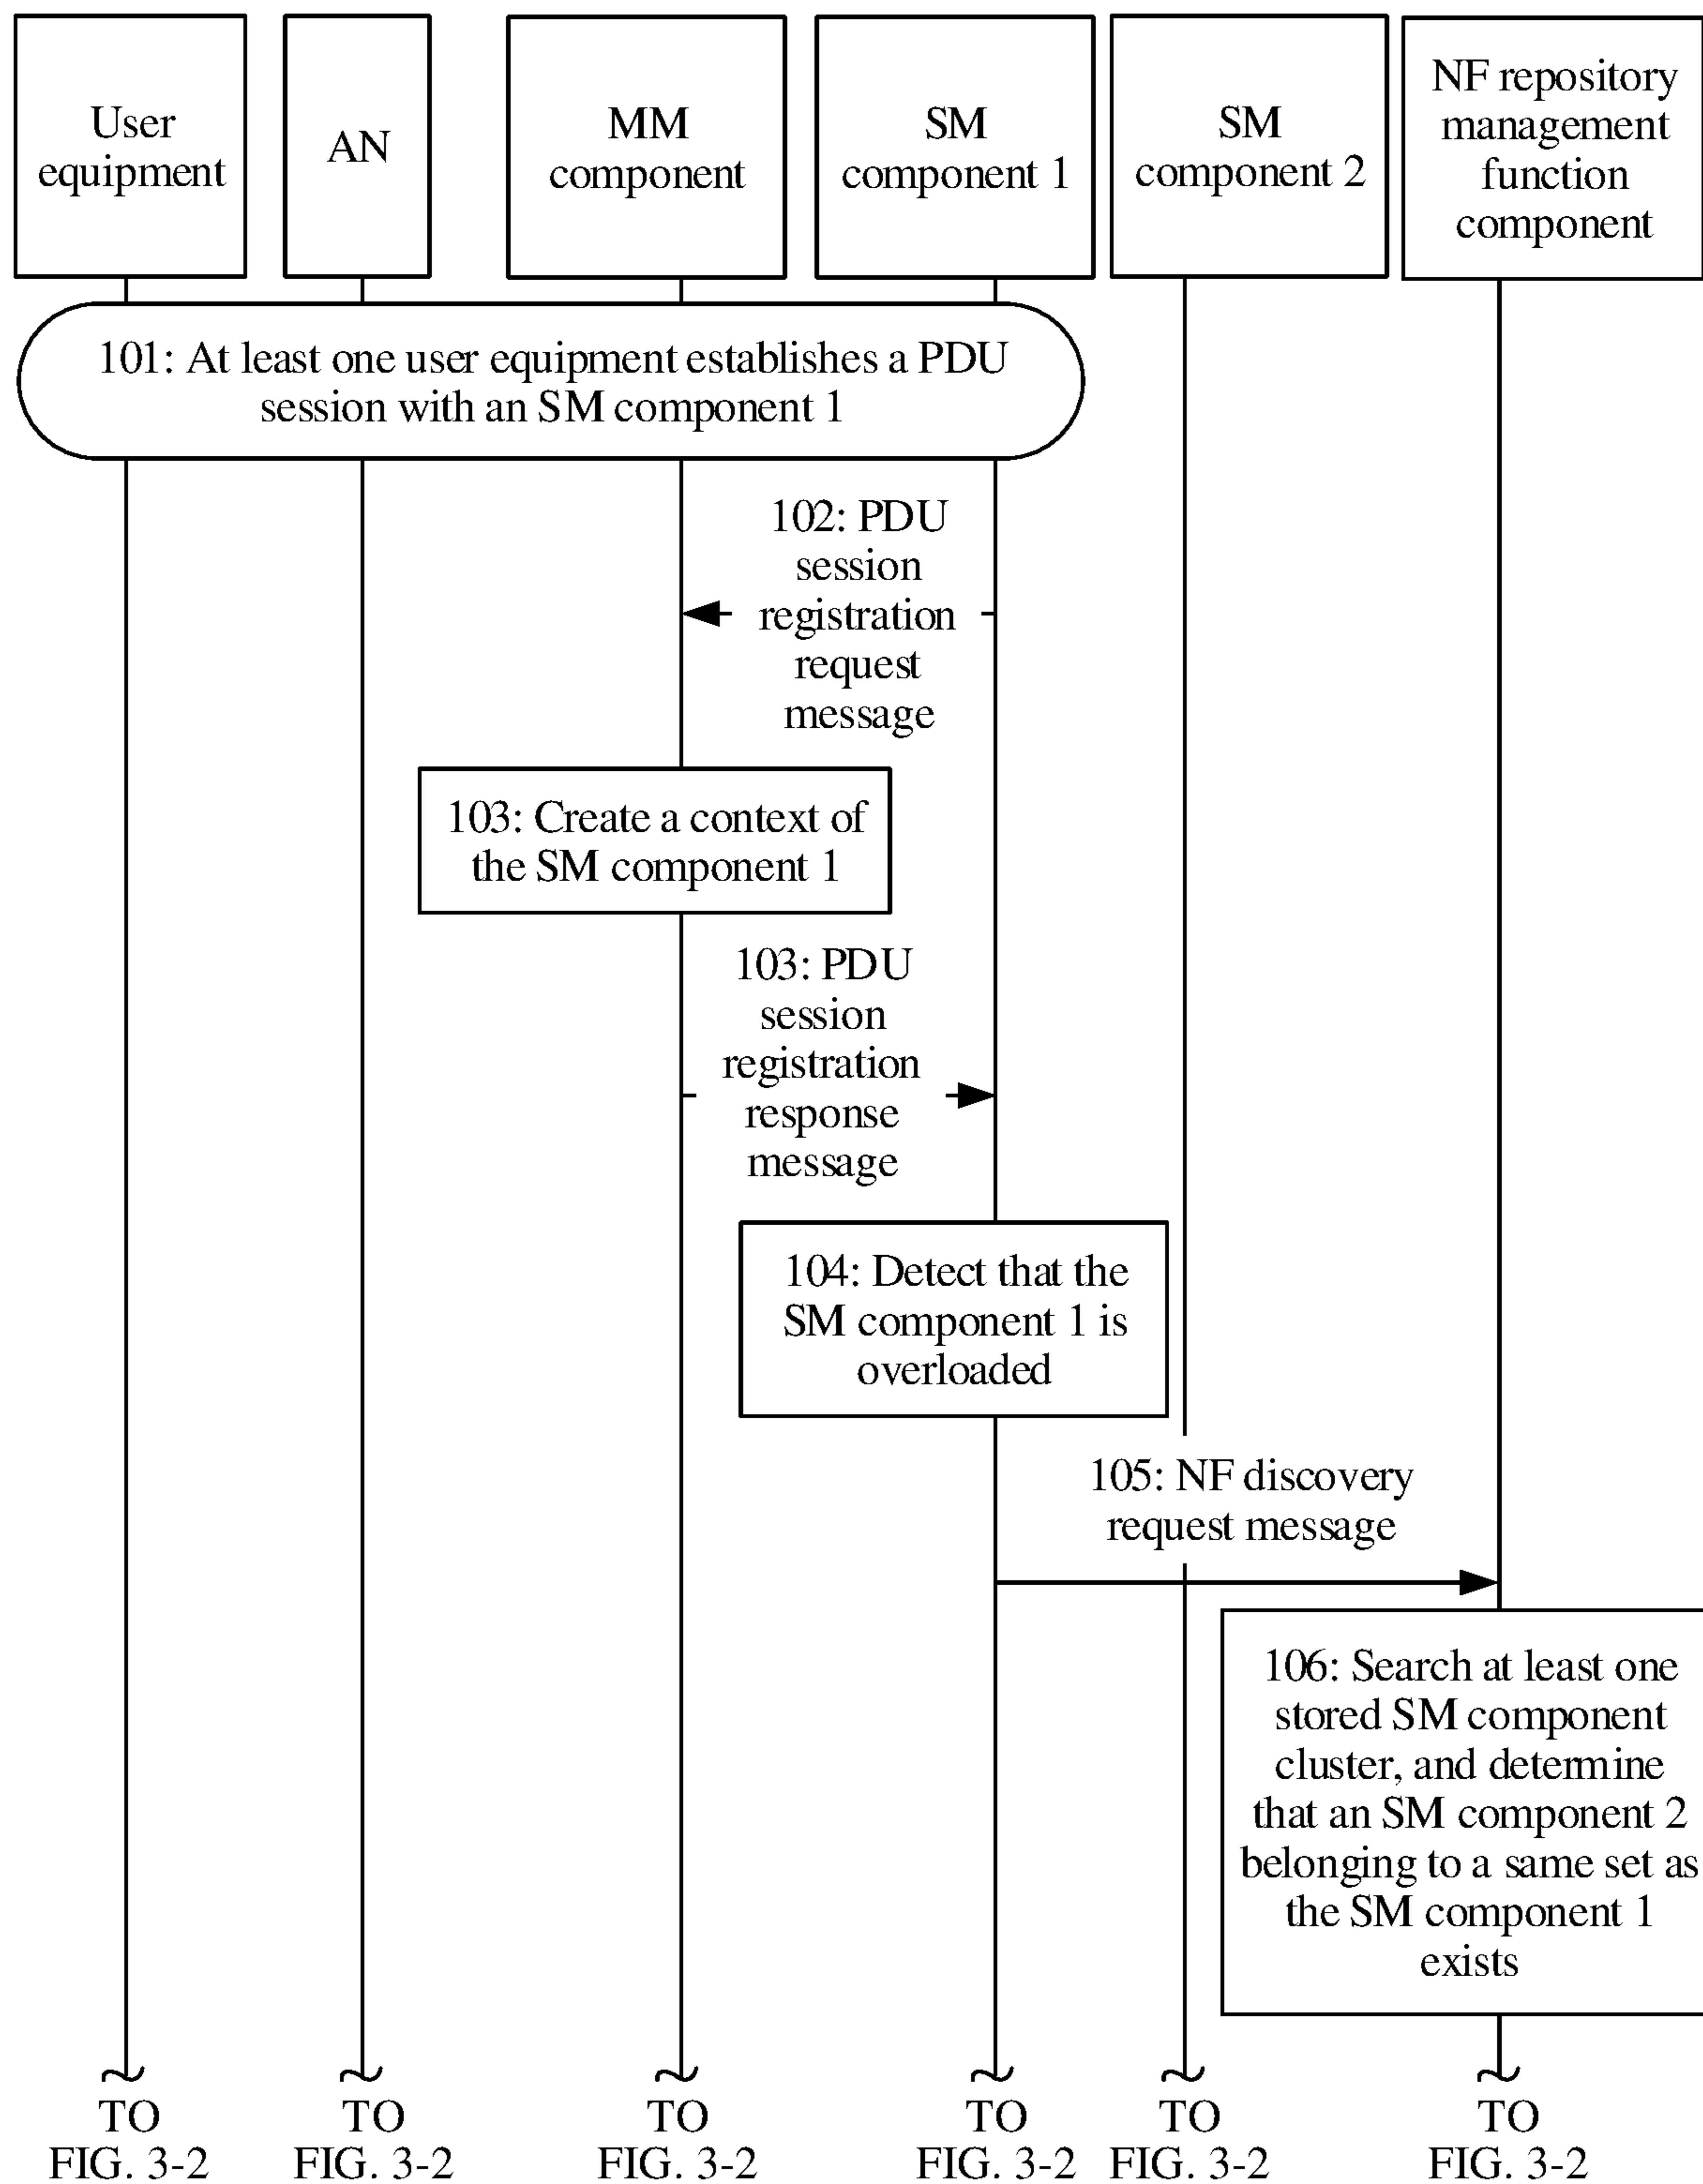 User
equipment
AN
MM
component
SM
component 1
SM
component 2
NF repository
management
function
component
101: At least one user equipment establishes a PDU
session with an SM component 1
102: PDU
session
registration
request
message
103: Create a context of
the SM component 1
103: PDU
session
registration
response
message
104: Detect that the
SM component 1 is
overloaded
105: NF discovery
request message
106: Search at least one
stored SM component
cluster, and determine
that an SM component 2
belonging to a same set as
the SM component 1
exists
TO
FIG. 3-2
TO
FIG. 3-2
TO
FIG. 3-2
TO
FIG. 3-2
TO
FIG. 3-2
TO
FIG. 3-2